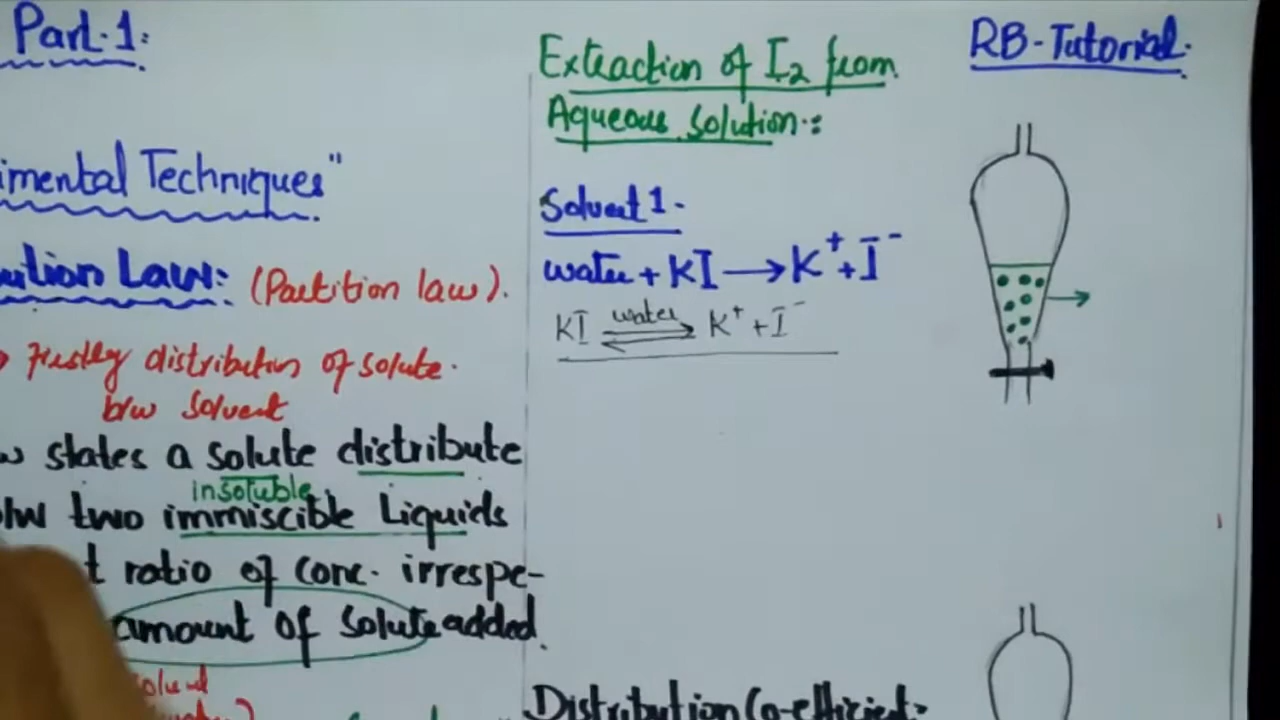 Part.1:
imental Techniques"
ution Law: (Partition law).
Firstly distribution of solute.
b/w solvent
w states a solute distribute
insoluble
b/w two immiscible Liquids
t ratio of conc. irrespe-
amount of solute added.
Extraction of I2 from
Aqueous Solution:
Solvent 1.
water + KI → K+ + I-
KI water ⇌ K+ + I-
Distribution Co-efficient:
RB-Tutorial.